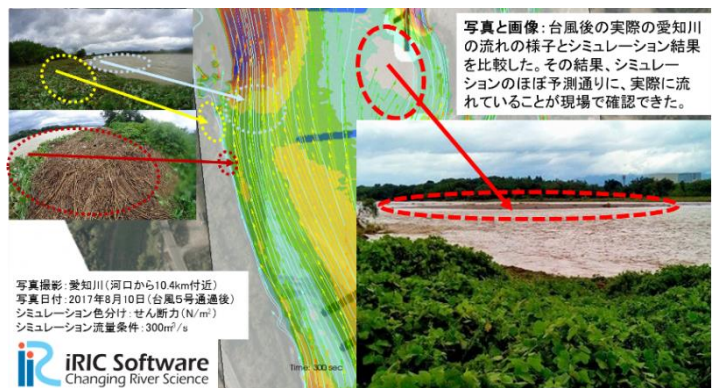 写真と画像：台風後の実際の愛知川
の流れの様子とシミュレーション結果
を比較した。その結果、シミュレー
ションのほぼ予測通りに、実際に流
れていることが現場で確認できた。
写真撮影：愛知川（河口から10.4km付近）
写真日付：2017年8月10日（台風５号通過後）
シミュレーション色分け：せん断力（N/m²）
シミュレーション流量条件：300m³/s
iRIC Software
Changing River Science
Time: 300 sec